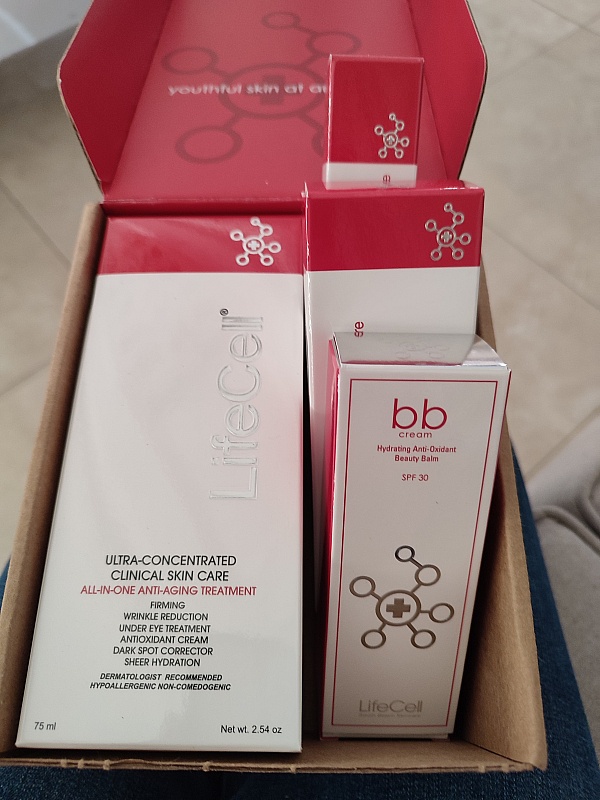 youthful skin at
LifeCell®
ULTRA-CONCENTRATED
CLINICAL SKIN CARE
ALL-IN-ONE ANTI-AGING TREATMENT
FIRMING
WRINKLE REDUCTION
UNDER EYE TREATMENT
ANTIOXIDANT CREAM
DARK SPOT CORRECTOR
SHEER HYDRATION
DERMATOLOGIST RECOMMENDED
HYPOALLERGENIC NON-COMEDOGENIC
75 ml
Net wt. 2.54 oz
bb
cream
Hydrating Anti-Oxidant
Beauty Balm
SPF 30
LifeCell